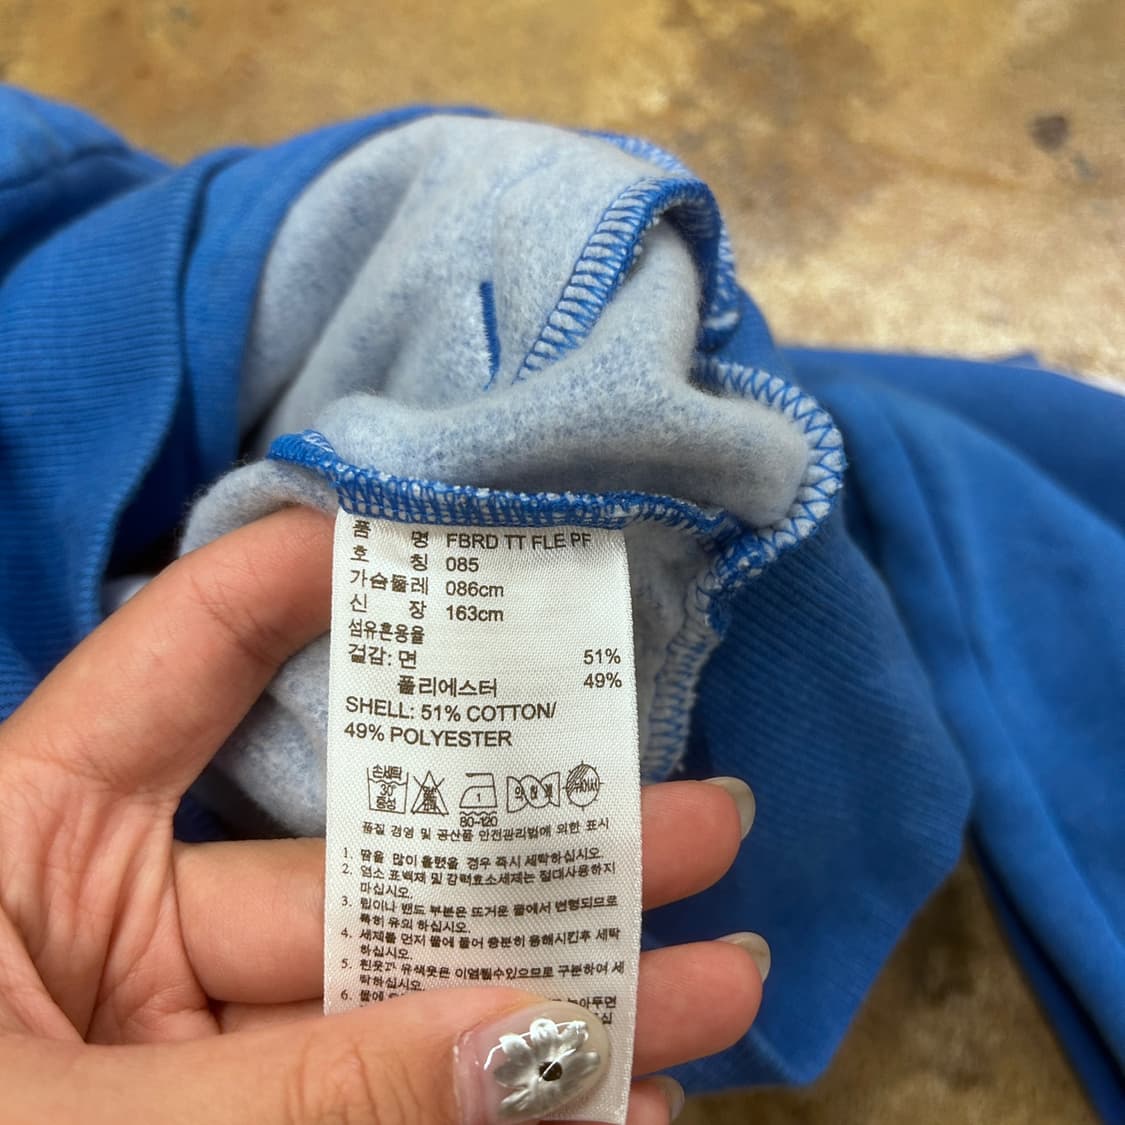 품 명 FBRD TT FLE PF
호 칭 085
가슴둘레 086cm
신 장 163cm
섬유혼용율
겉감: 면 51%
폴리에스터 49%
SHELL: 51% COTTON/
49% POLYESTER
손세탁
30°
중성
80-120
품질 경영 및 공산품 안전관리법에 의한 표시
1. 땀을 많이 흘렸을 경우 즉시 세탁하십시오.
2. 염소 표백제 및 강력효소세제는 절대사용하지
마십시오.
3. 립이나 밴드 부분은 뜨거운 물에서 변형되므로
특히 유의 하십시오.
4. 세제를 먼저 물에 풀어 충분히 용해시킨후 세탁
하십시오.
5. 흰옷과 유색옷은 이염될수있으므로 구분하여 세
탁하십시오.
6. 물에